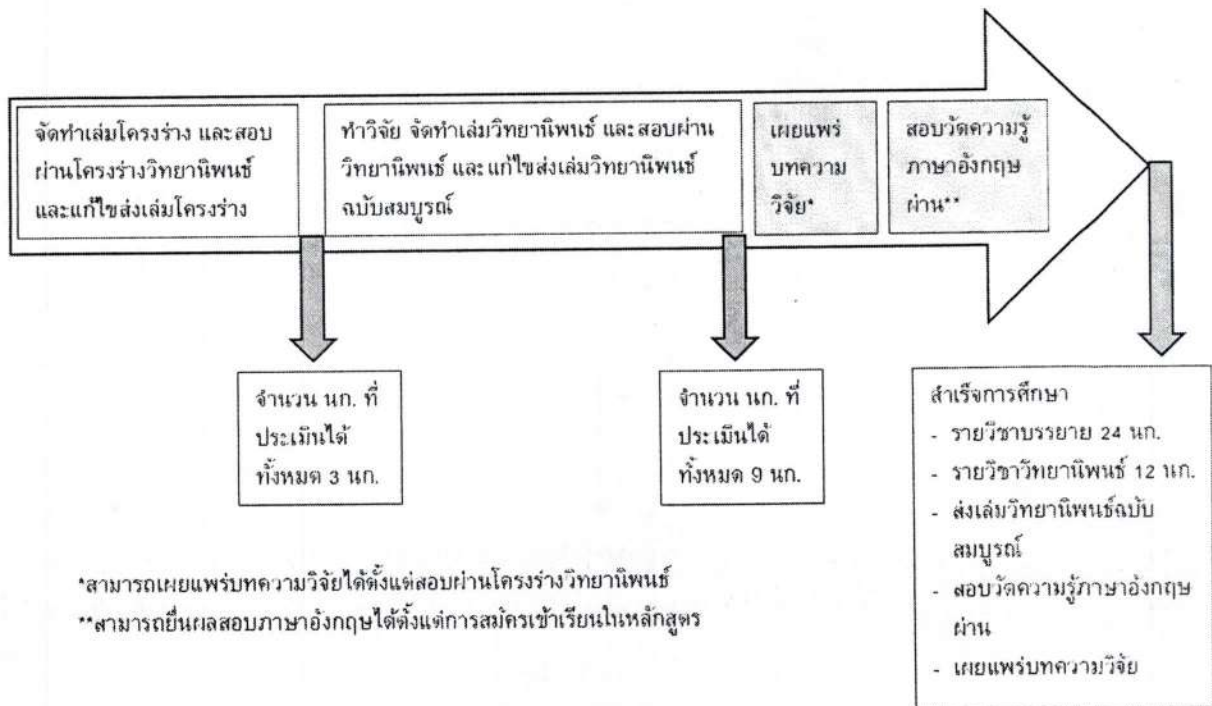 จัดทำเล่มโครงร่าง และสอบ
ผ่านโครงร่างวิทยานิพนธ์
และแก้ไขส่งเล่มโครงร่าง
ทำวิจัย จัดทำเล่มวิทยานิพนธ์ และสอบผ่าน
วิทยานิพนธ์ และแก้ไขส่งเล่มวิทยานิพนธ์
ฉบับสมบูรณ์
เผยแพร่
บทความ
วิจัย*
สอบวัดความรู้
ภาษาอังกฤษ
ผ่าน**
จำนวน นก. ที่
ประเมินได้
ทั้งหมด 3 นก.
จำนวน นก. ที่
ประเมินได้
ทั้งหมด 9 นก.
สำเร็จการศึกษา
- รายวิชาบรรยาย 24 นก.
- รายวิชาวิทยานิพนธ์ 12 นก.
- ส่งเล่มวิทยานิพนธ์ฉบับ
สมบูรณ์
- สอบวัดความรู้ภาษาอังกฤษ
ผ่าน
- เผยแพร่บทความวิจัย
*สามารถเผยแพร่บทความวิจัยได้ตั้งแต่สอบผ่านโครงร่างวิทยานิพนธ์
**สามารถยื่นผลสอบภาษาอังกฤษได้ตั้งแต่การสมัครเข้าเรียนในหลักสูตร